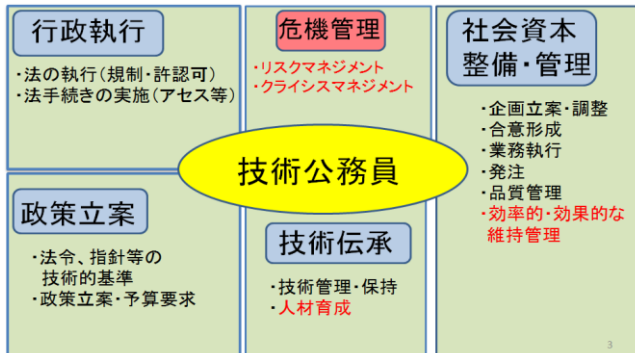 行政執行
・法の執行(規制・許認可)
・法手続きの実施(アセス等)
危機管理
・リスクマネジメント
・クライシスマネジメント
社会資本
整備・管理
・企画立案・調整
・合意形成
・業務執行
・発注
・品質管理
・効率的・効果的な
維持管理
技術公務員
政策立案
・法令、指針等の
技術的基準
・政策立案・予算要求
技術伝承
・技術管理・保持
・人材育成
3